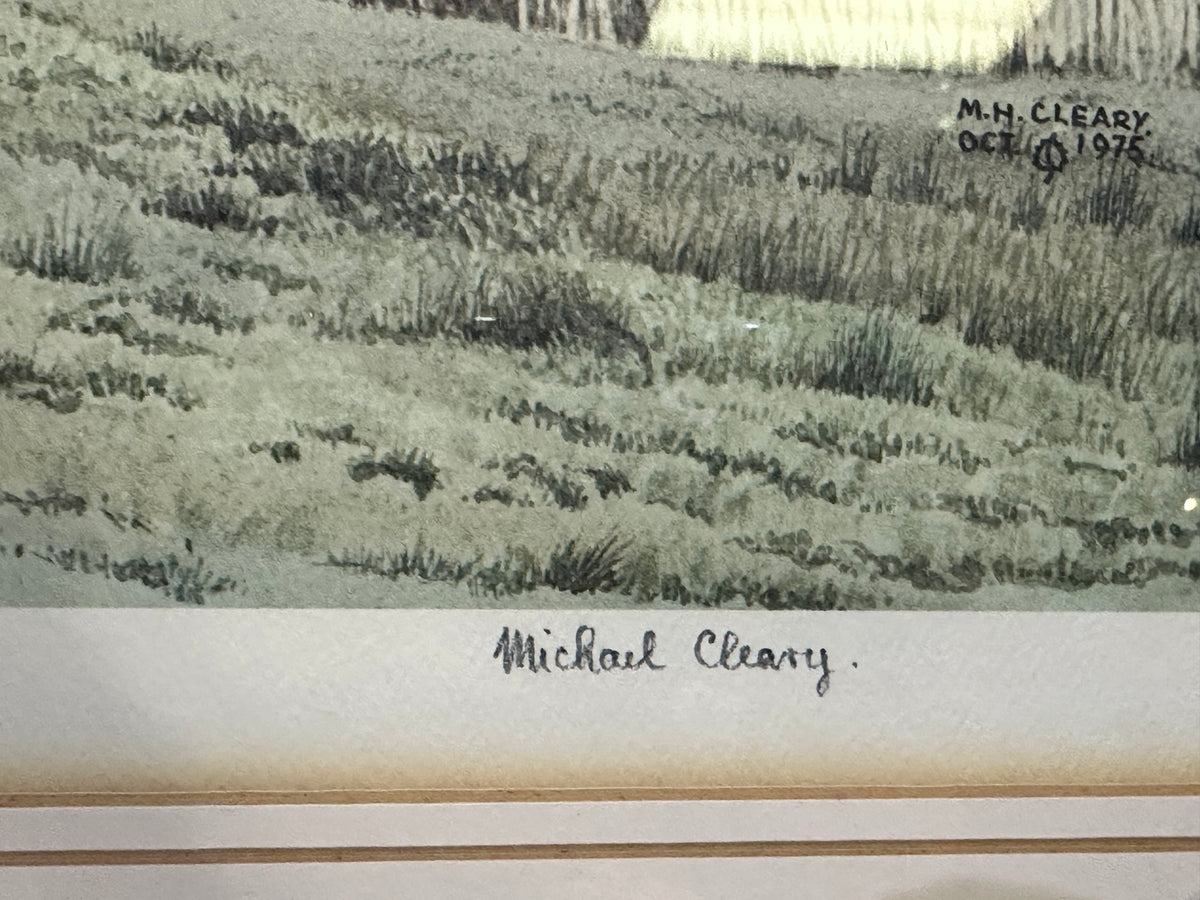 M.H. CLEARY.
OCT. 1975.
Michael Cleary.